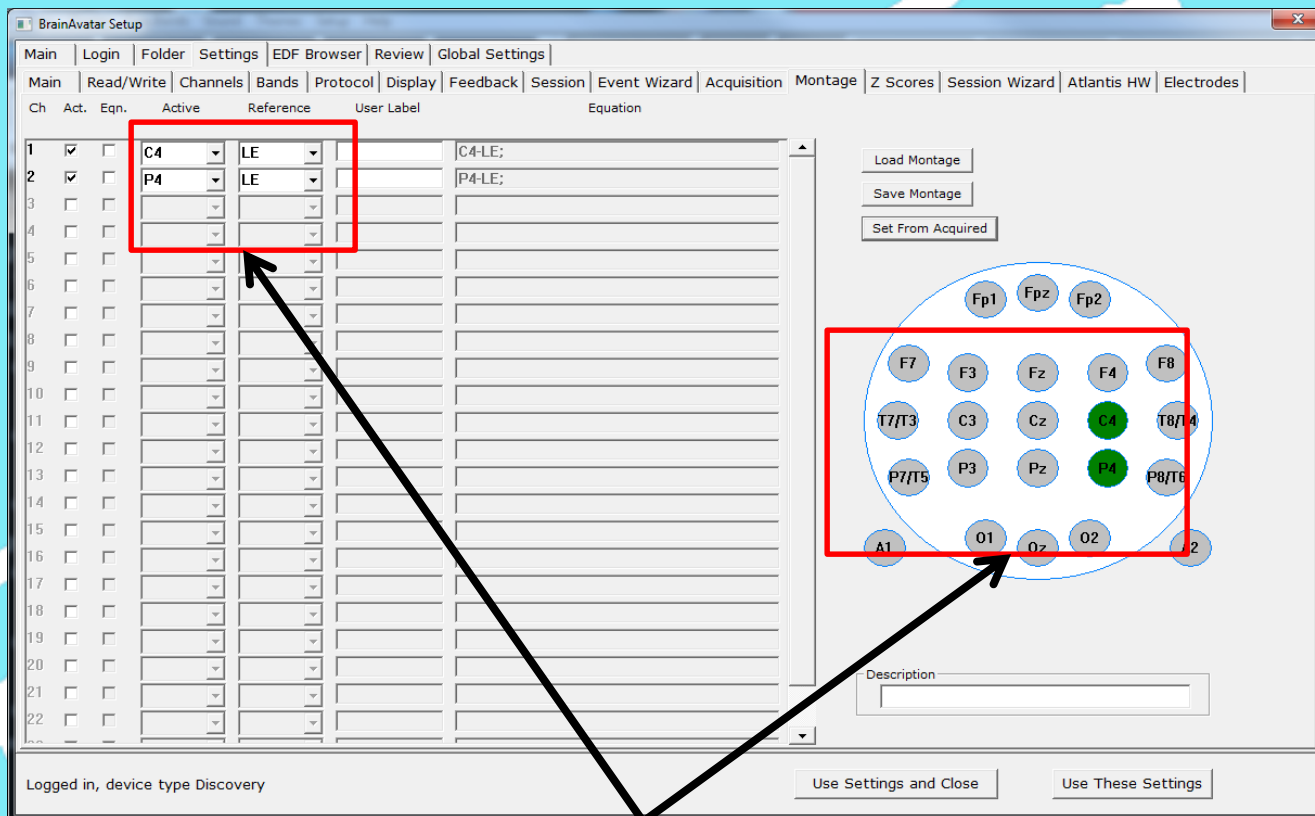 BrainAvatar Setup
Main Login Folder Settings EDF Browser Review Global Settings
Main Read/Write Channels Bands Protocol Display Feedback Session Event Wizard Acquisition Montage Z Scores Session Wizard Atlantis HW Electrodes
Ch Act. Eqn. Active Reference User Label Equation
1 C4 LE C4-LE;
2 P4 LE P4-LE;
3
4
5
6
7
8
9
10
11
12
13
14
15
16
17
18
19
20
21
22
Load Montage
Save Montage
Set From Acquired
Fp1 Fpz Fp2
F7 F3 Fz F4 F8
T7/T3 C3 Cz C4 T8/T4
P7/T5 P3 Pz P4 P8/T6
A1 O1 Oz O2 A2
Description
Logged in, device type Discovery
Use Settings and Close
Use These Settings